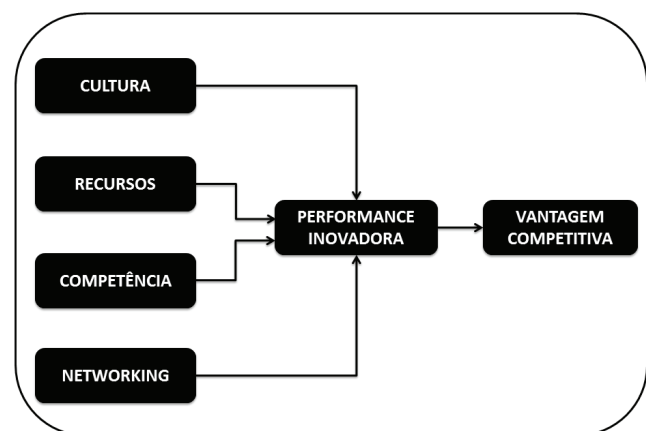 CULTURA
RECURSOS
COMPETÊNCIA
NETWORKING
PERFORMANCE
INOVADORA
VANTAGEM
COMPETITIVA